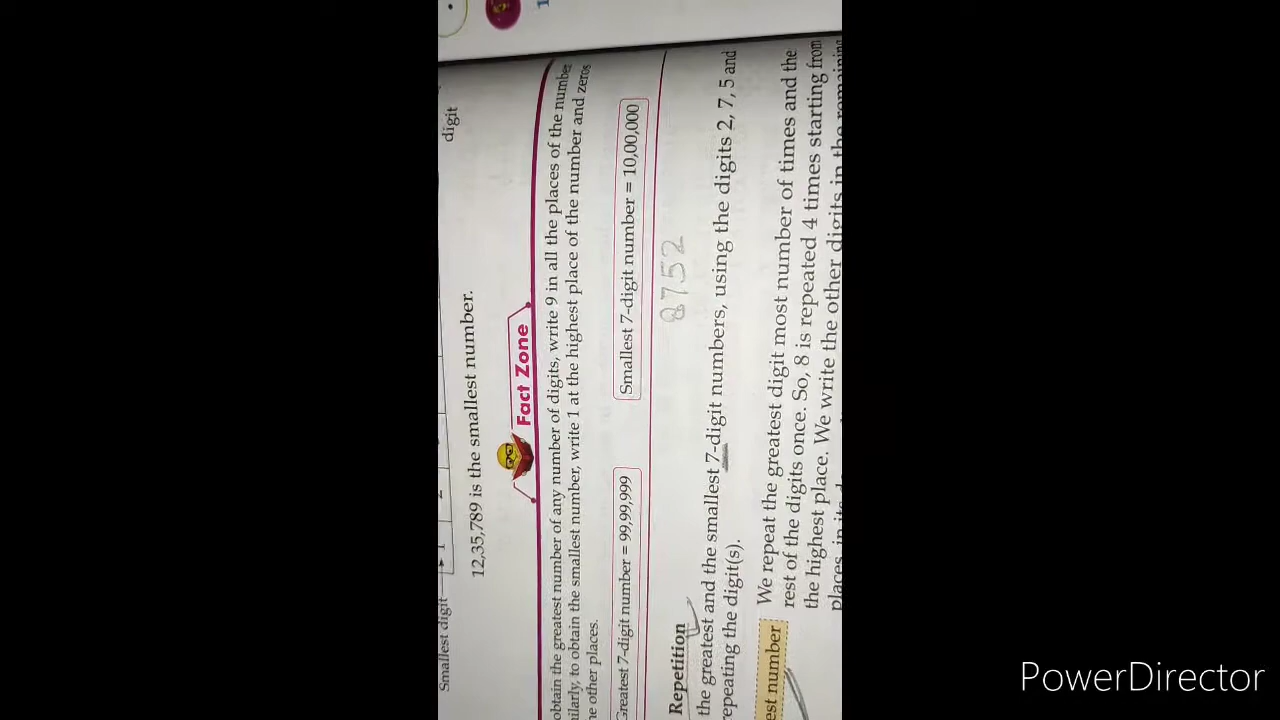 digit
Smallest digit 1 2
12,35,789 is the smallest number.
Fact Zone
obtain the greatest number of any number of digits, write 9 in all the places of the number
ilarly, to obtain the smallest number, write 1 at the highest place of the number and zeros
he other places.
Greatest 7-digit number = 99,99,999 Smallest 7-digit number = 10,00,000
Repetition 8752
the greatest and the smallest 7-digit numbers, using the digits 2, 7, 5 and
epeating the digit(s).
est number We repeat the greatest digit most number of times and the
rest of the digits once. So, 8 is repeated 4 times starting from
the highest place. We write the other digits in the remaining
places in its
PowerDirector